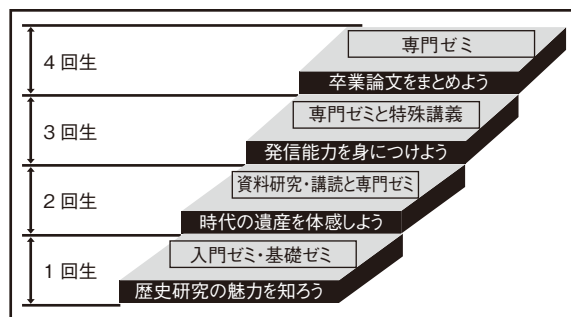 4回生
専門ゼミ
卒業論文をまとめよう
3回生
専門ゼミと特殊講義
発信能力を身につけよう
2回生
資料研究・講読と専門ゼミ
時代の遺産を体感しよう
1回生
入門ゼミ・基礎ゼミ
歴史研究の魅力を知ろう